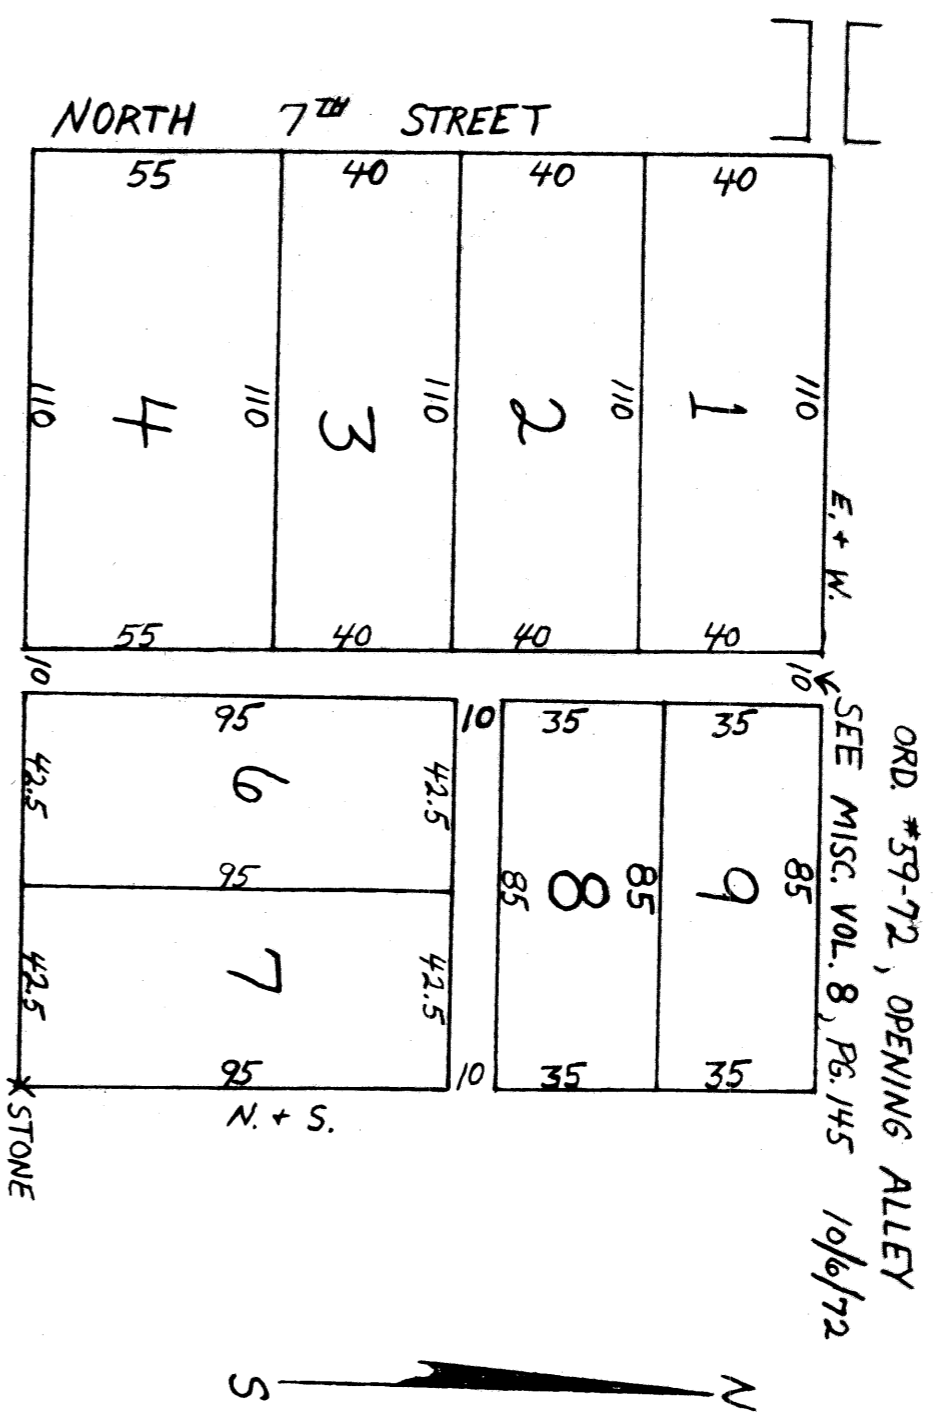 NORTH 7TH STREET
55 40 40 40
110 110 110 110 110
4 3 2 1
E. + W.
55 40 40 40
10 10
ORD. #59-72, OPENING ALLEY
SEE MISC. VOL. 8, PG. 145 10/6/72
95 10 35 35
42.5 42.5
6
95
85 8 85 9 85
42.5 42.5
7
95 10 35 35
N. + S.
STONE
S N